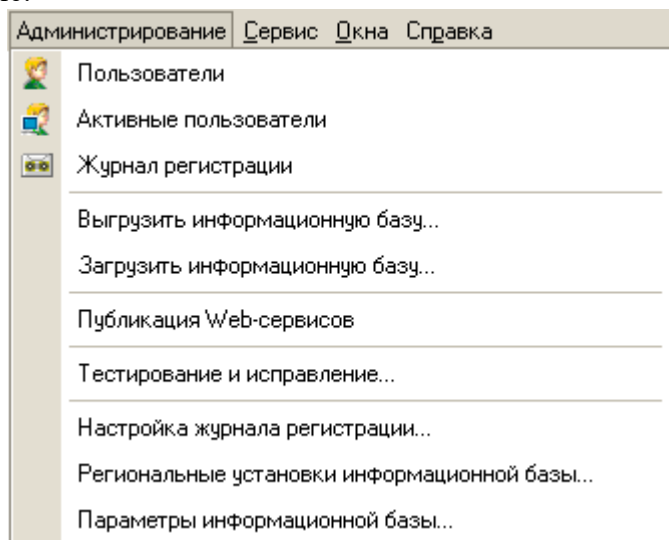 Администрирование Сервис Окна Справка
Пользователи
Активные пользователи
Журнал регистрации
Выгрузить информационную базу...
Загрузить информационную базу...
Публикация Web-сервисов
Тестирование и исправление...
Настройка журнала регистрации...
Региональные установки информационной базы...
Параметры информационной базы...